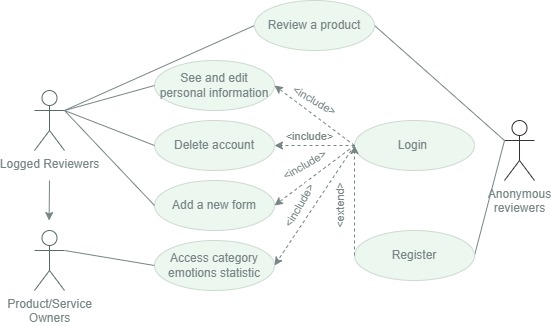 Review a product
See and edit
personal information
<include>
Delete account
<include>
Login
<include>
Logged Reviewers
Anonymous
reviewers
Add a new form
<include>
<extend>
Access category
emotions statistic
Register
Product/Service
Owners